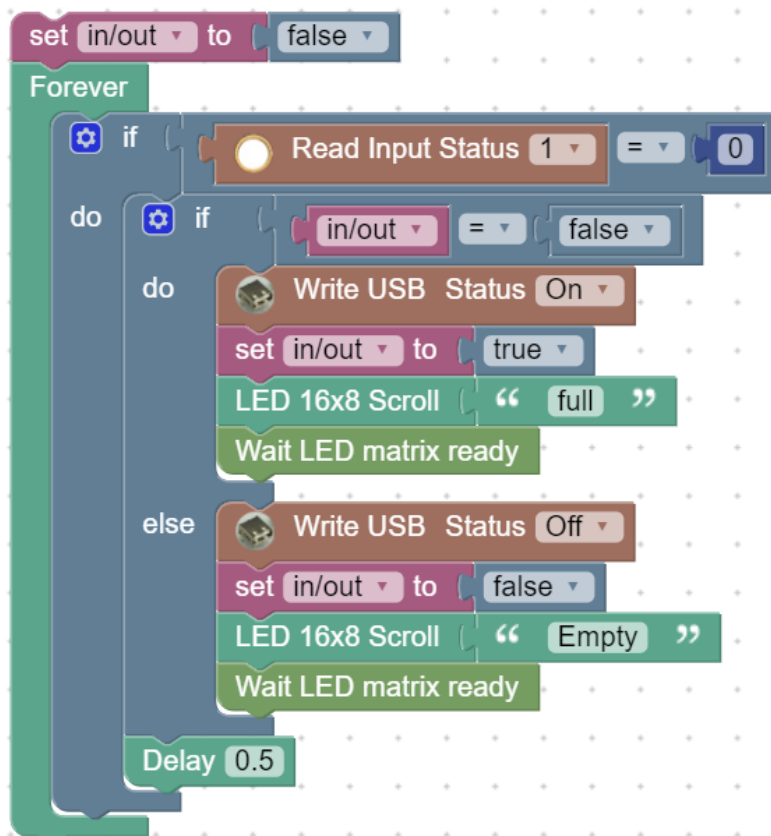 set in/out to false
Forever
if Read Input Status 1 = 0
do if in/out = false
do Write USB Status On
set in/out to true
LED 16x8 Scroll “ full ”
Wait LED matrix ready
else Write USB Status Off
set in/out to false
LED 16x8 Scroll “ Empty ”
Wait LED matrix ready
Delay 0.5